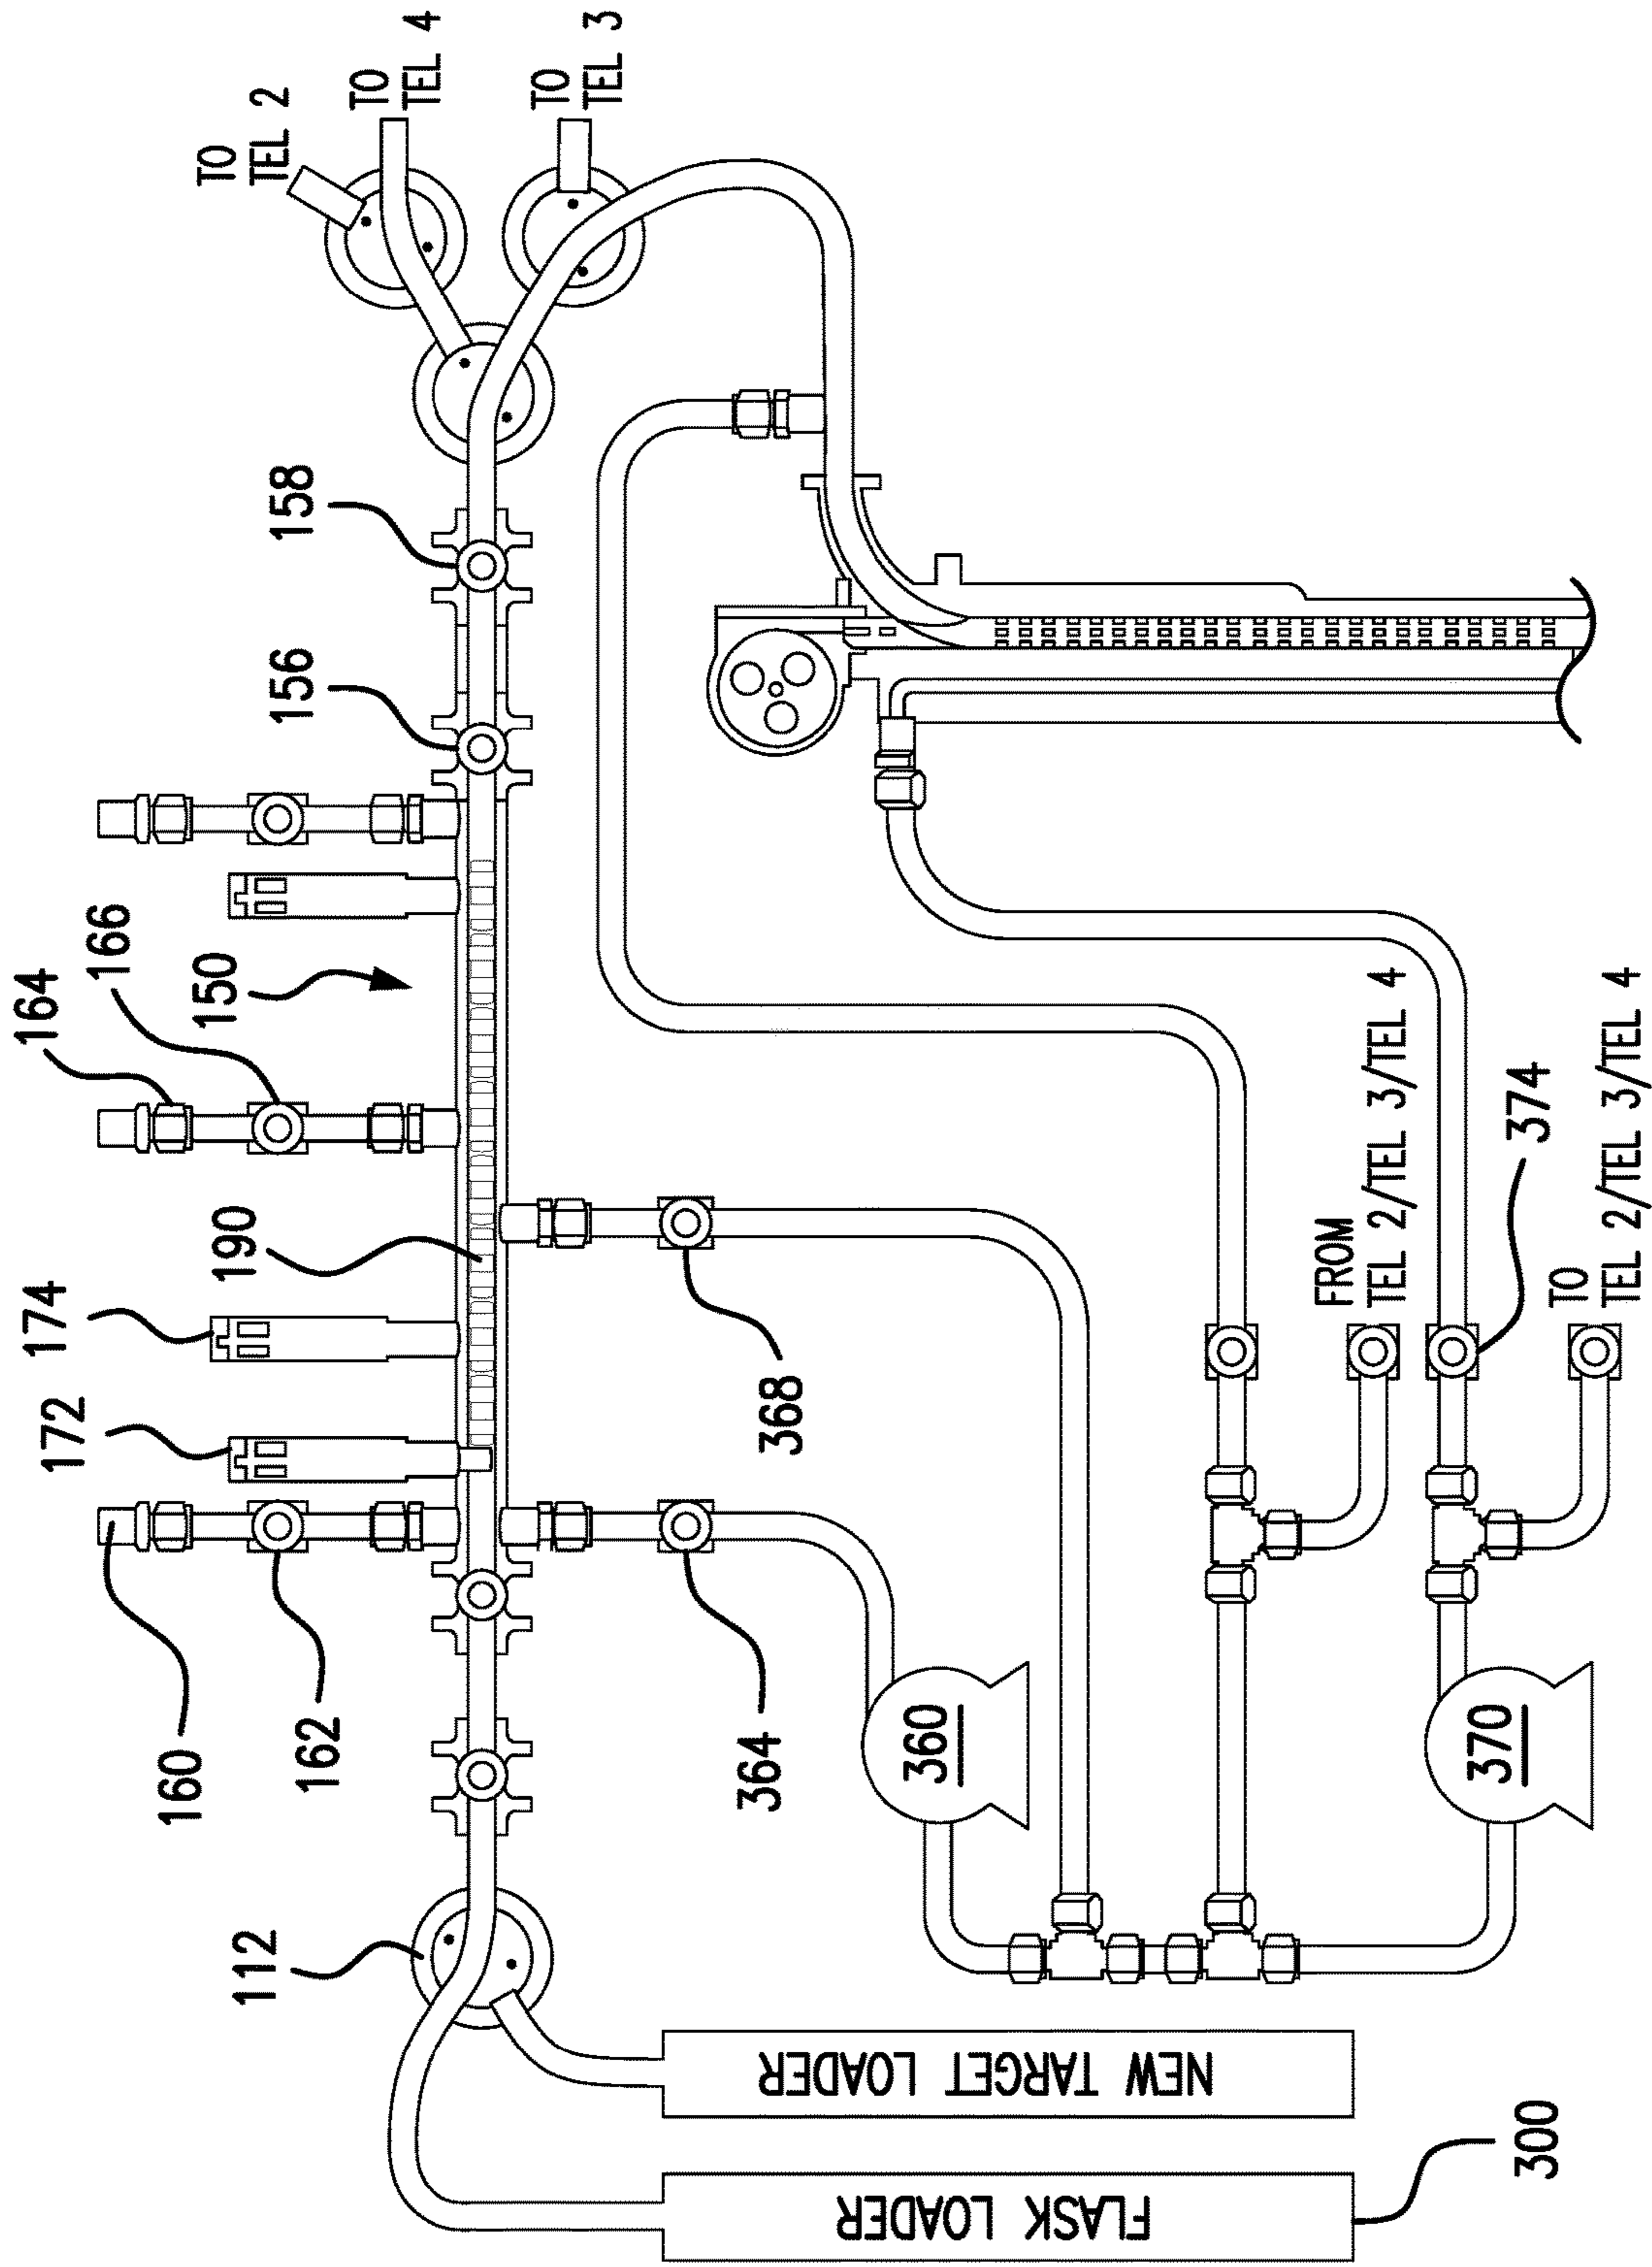 TO
TEL 2
TO
TEL 4
TO
TEL 3
158
156
164
166
150
190
174
172
160
162
368
364
360
370
374
FROM
TEL 2/TEL 3/TEL 4
TO
TEL 2/TEL 3/TEL 4
112
NEW TARGET LOADER
FLASK LOADER
300